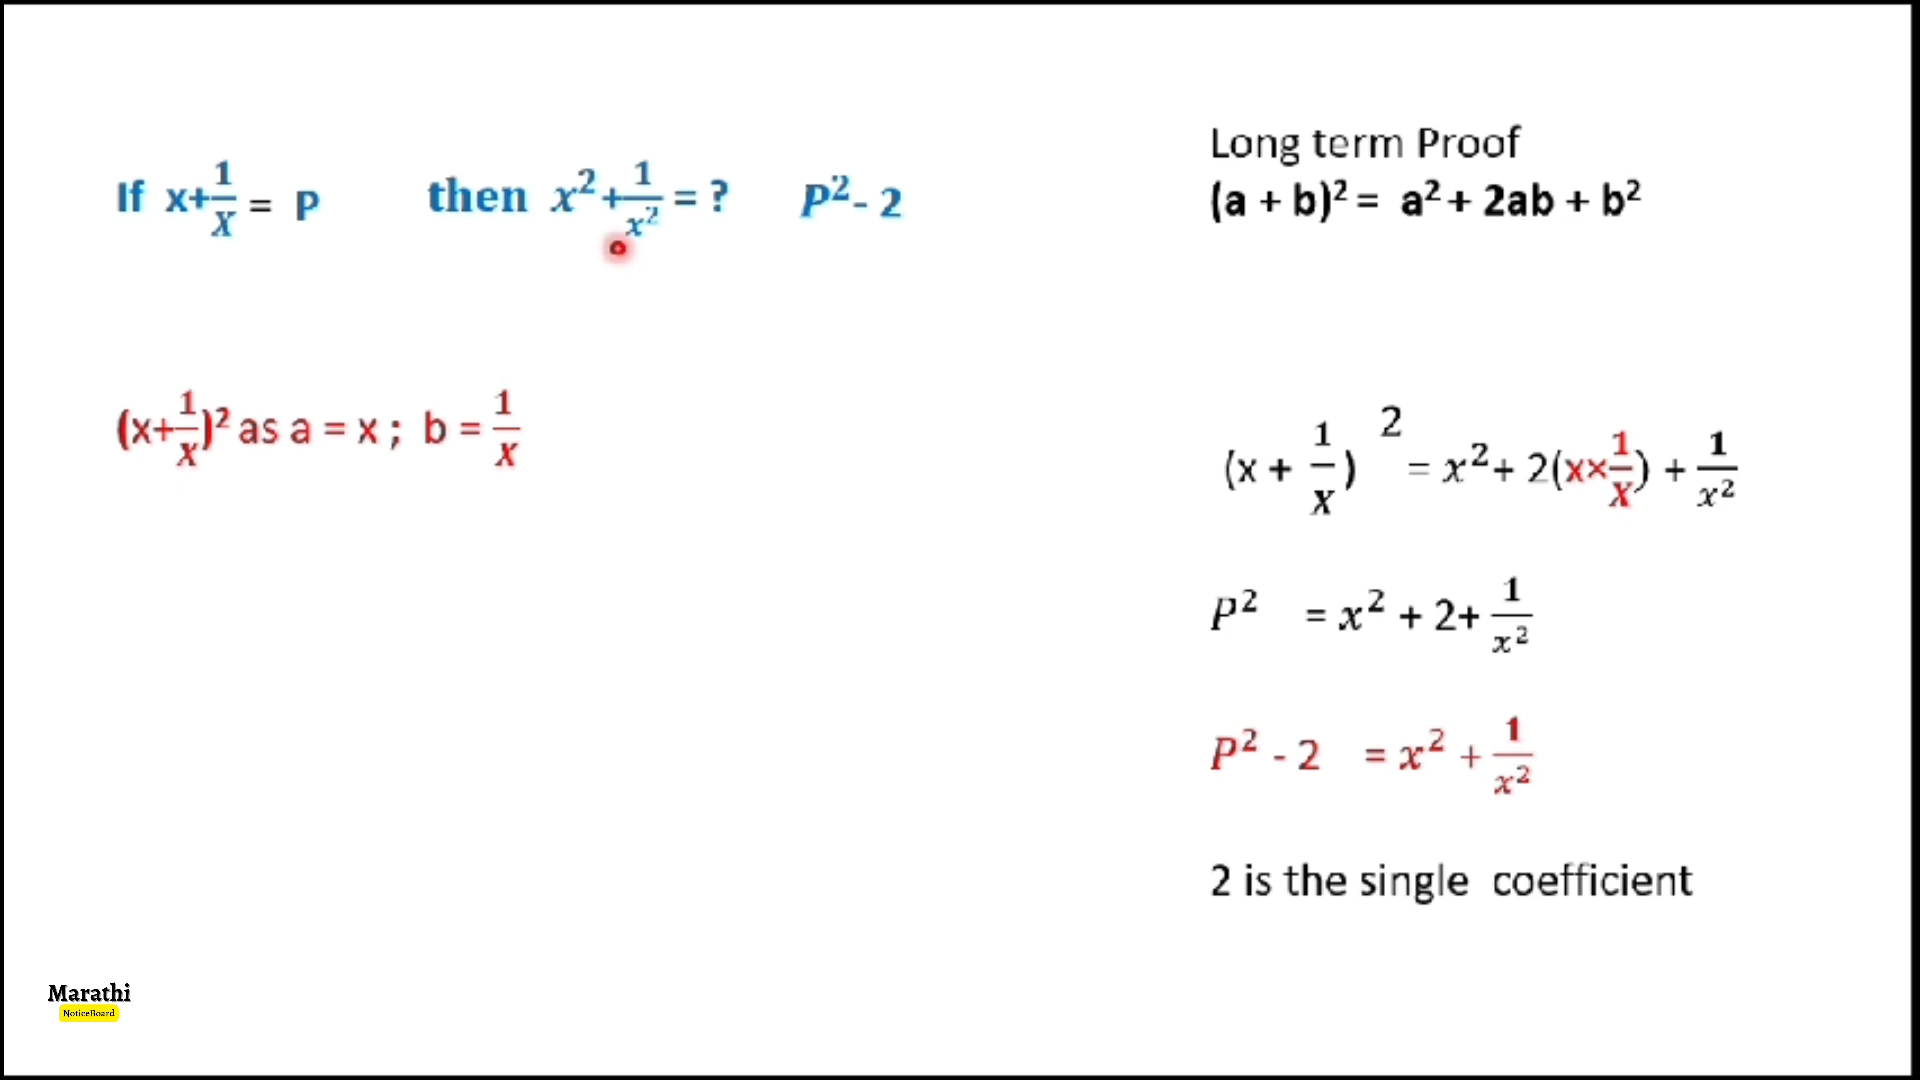 If x+1/x = P then x²+1/x² = ? P²- 2
(x+1/x)² as a = x ; b = 1/x
Long term Proof
(a + b)² = a² + 2ab + b²
(x + 1/x)² = x² + 2(x×1/x) + 1/x²
P² = x² + 2+ 1/x²
P² - 2 = x² + 1/x²
2 is the single coefficient
Marathi
NoticeBoard